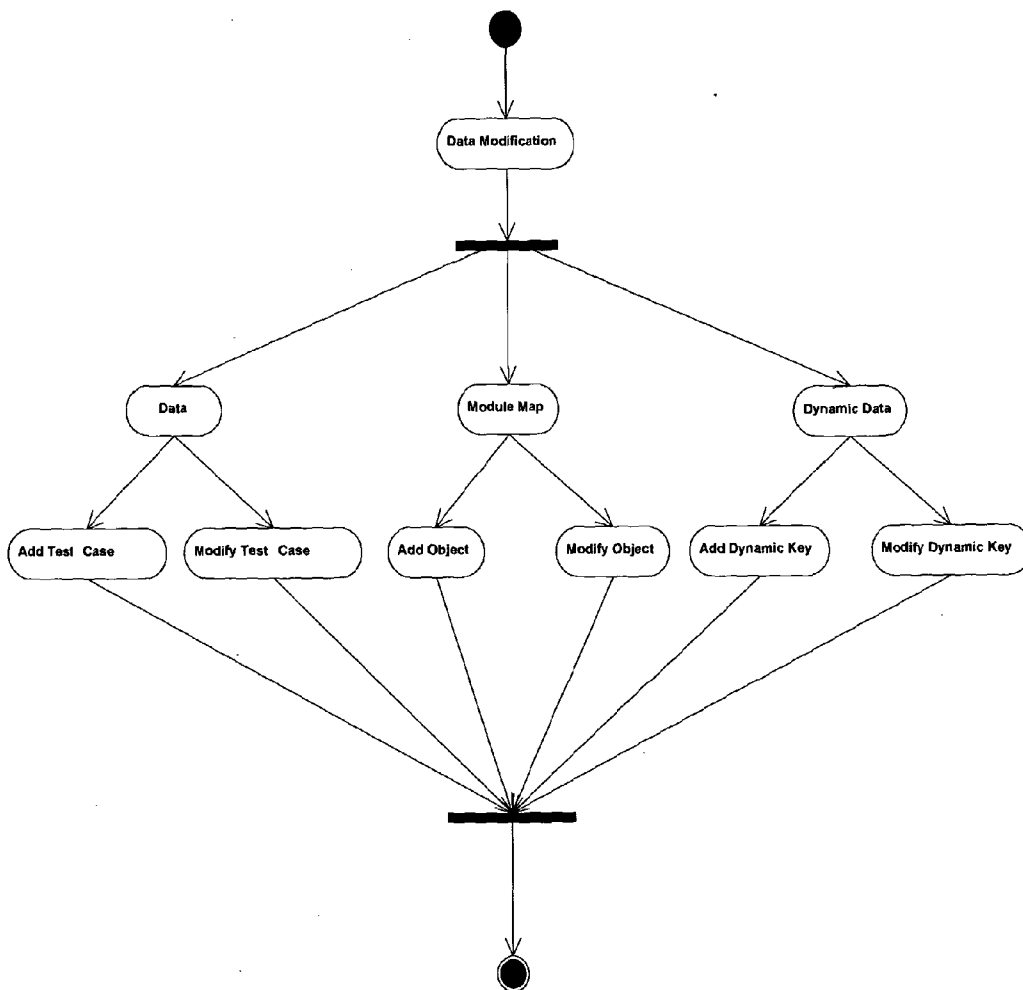 Data Modification
Data
Module Map
Dynamic Data
Add Test Case
Modify Test Case
Add Object
Modify Object
Add Dynamic Key
Modify Dynamic Key